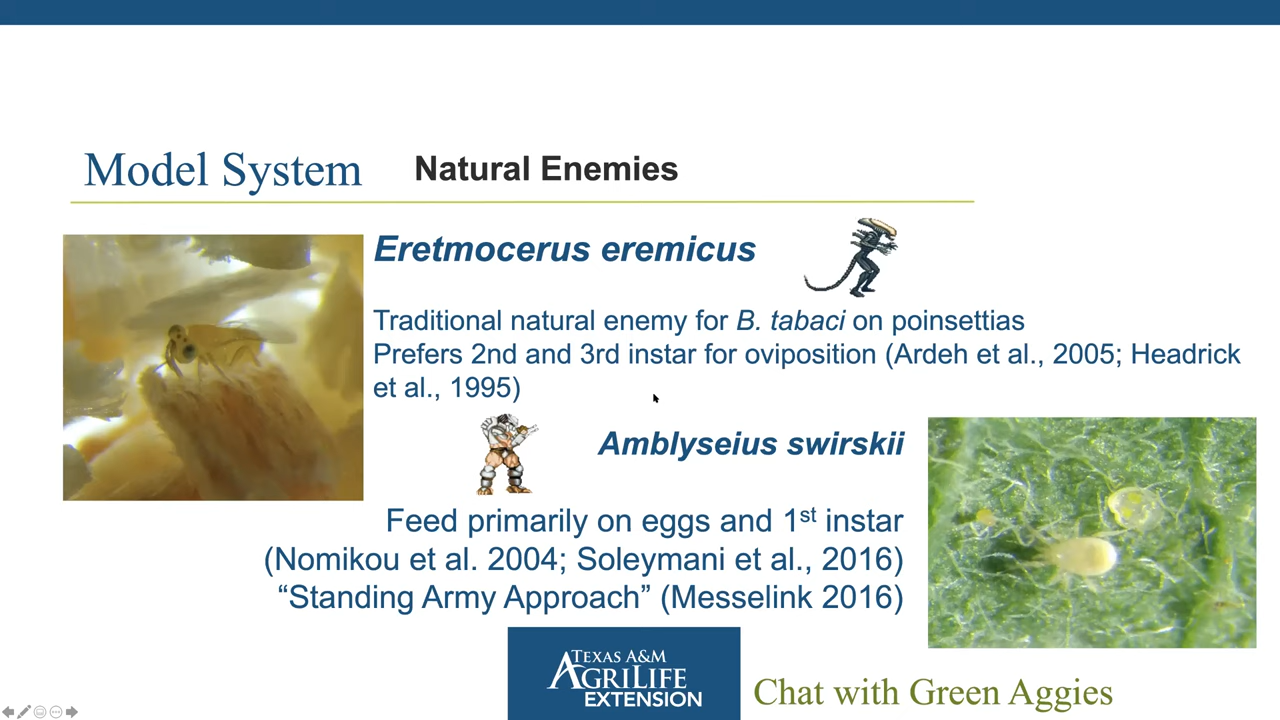 Model System
Natural Enemies
Eretmocerus eremicus
Traditional natural enemy for B. tabaci on poinsettias
Prefers 2nd and 3rd instar for oviposition (Ardeh et al., 2005; Headrick
et al., 1995)
Amblyseius swirskii
Feed primarily on eggs and 1st instar
(Nomikou et al. 2004; Soleymani et al., 2016)
“Standing Army Approach” (Messelink 2016)
TEXAS A&M
AGRILIFE
EXTENSION
Chat with Green Aggies